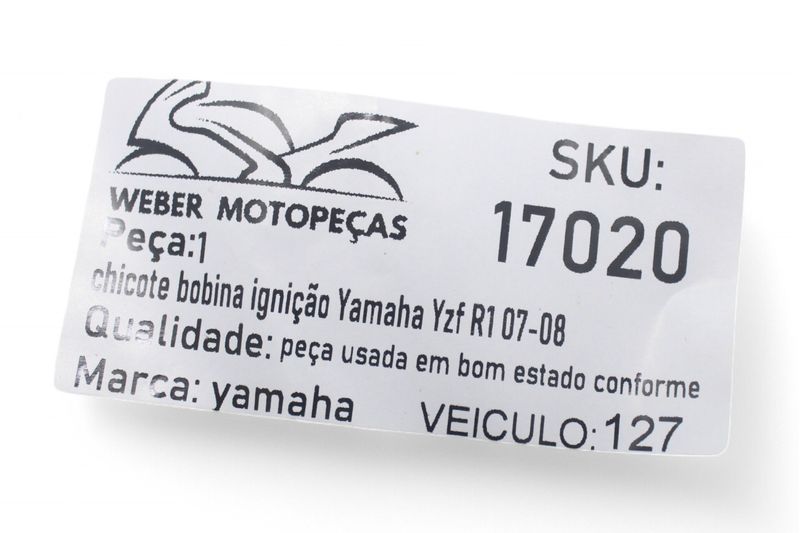 WEBER MOTOPEÇAS
SKU:
17020
Peça:1
chicote bobina ignição Yamaha Yzf R1 07-08
Qualidade: peça usada em bom estado conforme
Marca: yamaha
VEICULO:127